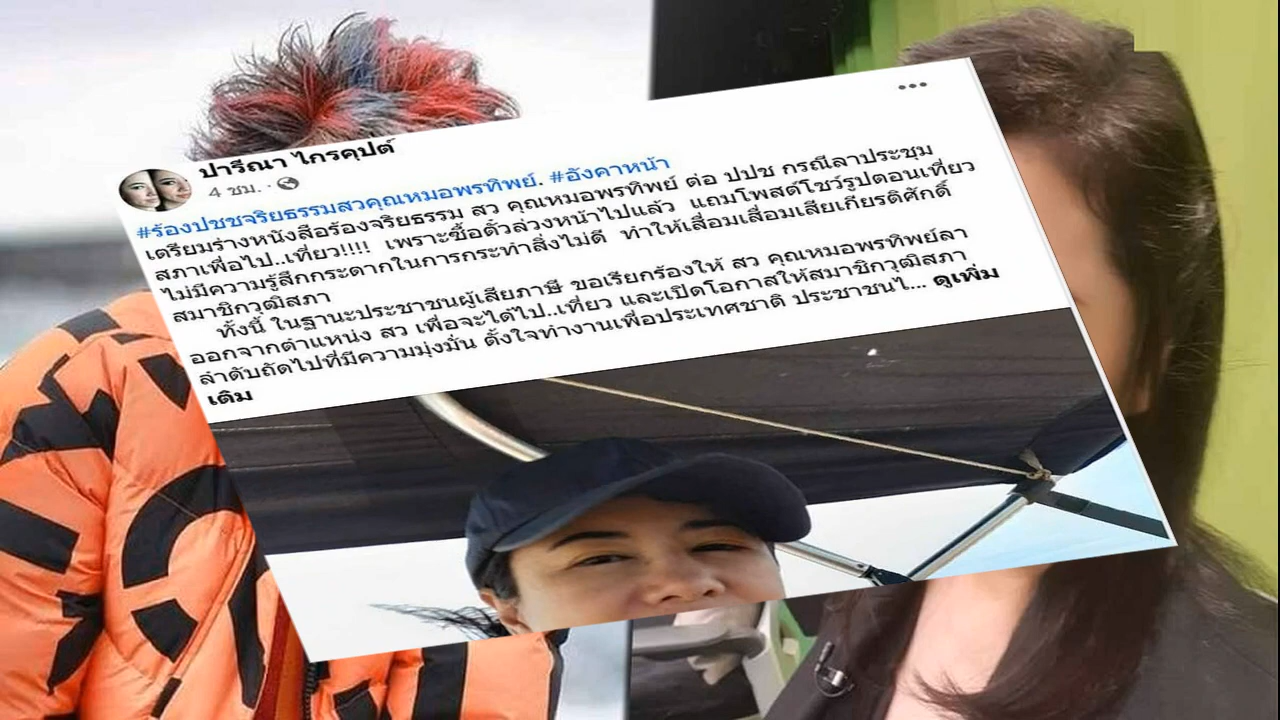 ปารีณา ไกรคุปต์
4 ชม. ·
#ร้องปชชจริยธรรมสวคุณหมอพรทิพย์. #อังคาหน้า
เตรียมร่างหนังสือร้องจริยธรรม สว คุณหมอพรทิพย์ ต่อ ปปช กรณีลาประชุม
สภาเพื่อไป..เที่ยว!!!! เพราะซื้อตั๋วล่วงหน้าไปแล้ว แถมโพสต์โชว์รูปตอนเที่ยว
ไม่มีความรู้สึกกระดากในการกระทำสิ่งไม่ดี ทำให้เสื่อมเสื่อมเสียเกียรติศักดิ์
สมาชิกวุฒิสภา
ทั้งนี้ ในฐานะประชาชนผู้เสียภาษี ขอเรียกร้องให้ สว คุณหมอพรทิพย์ลา
ออกจากตำแหน่ง สว เพื่อจะได้ไป..เที่ยว และเปิดโอกาสให้สมาชิกวุฒิสภา
ลำดับถัดไปที่มีความมุ่งมั่น ตั้งใจทำงานเพื่อประเทศชาติ ประชาชนไ... ดูเพิ่ม
เติม